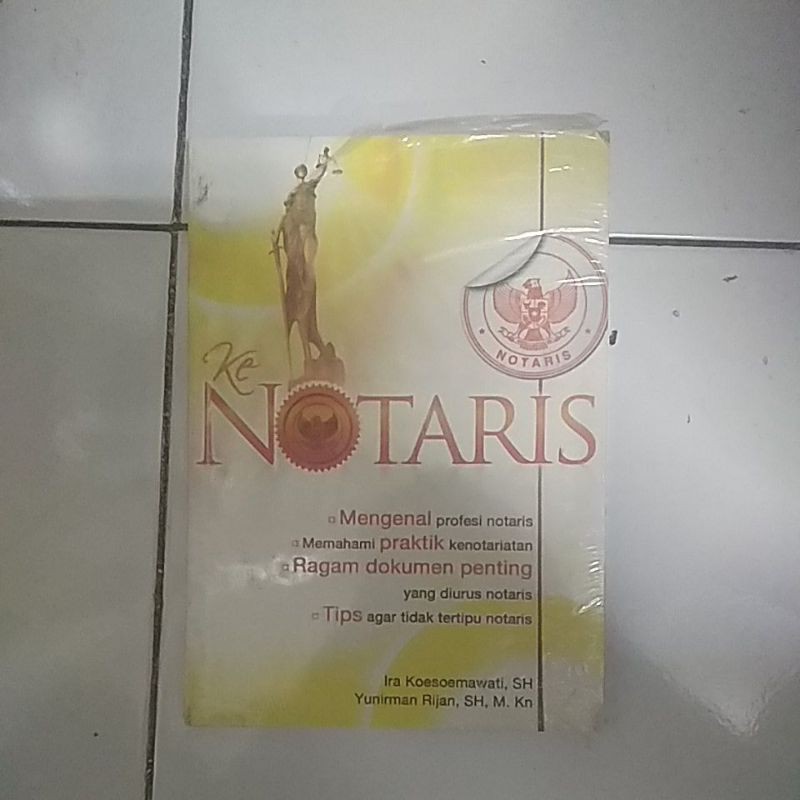 NOTARIS
Ke
NOTARIS
Mengenal profesi notaris
Memahami praktik kenotariatan
Ragam dokumen penting
yang diurus notaris
Tips agar tidak tertipu notaris
Ira Koesoemawati, SH
Yunirman Rijan, SH, M. Kn